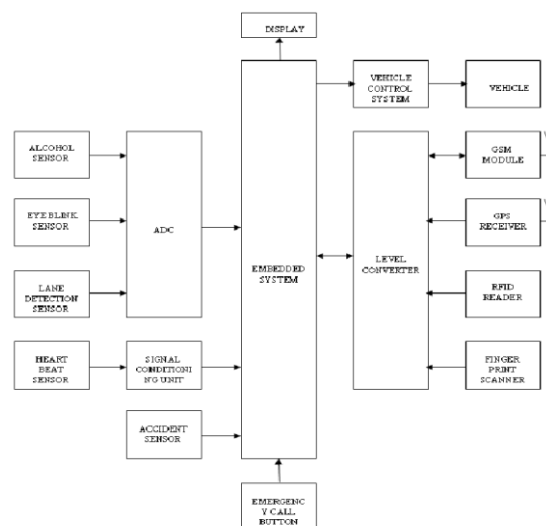 DISPLAY
VEHICLE
CONTROL
SYSTEM
VEHICLE
ALCOHOL
SENSOR
GSM
MODULE
EYE BLINK
SENSOR
ADC
GPS
RECEIVER
EMBEDDED
SYSTEM
LEVEL
CONVERTER
LANE
DETECTION
SENSOR
RFID
READER
HEART
BEAT
SENSOR
SIGNAL
CONDITIONI
NG UNIT
FINGER
PRINT
SCANNER
ACCIDENT
SENSOR
EMERGENC
Y CALL
BUTTON